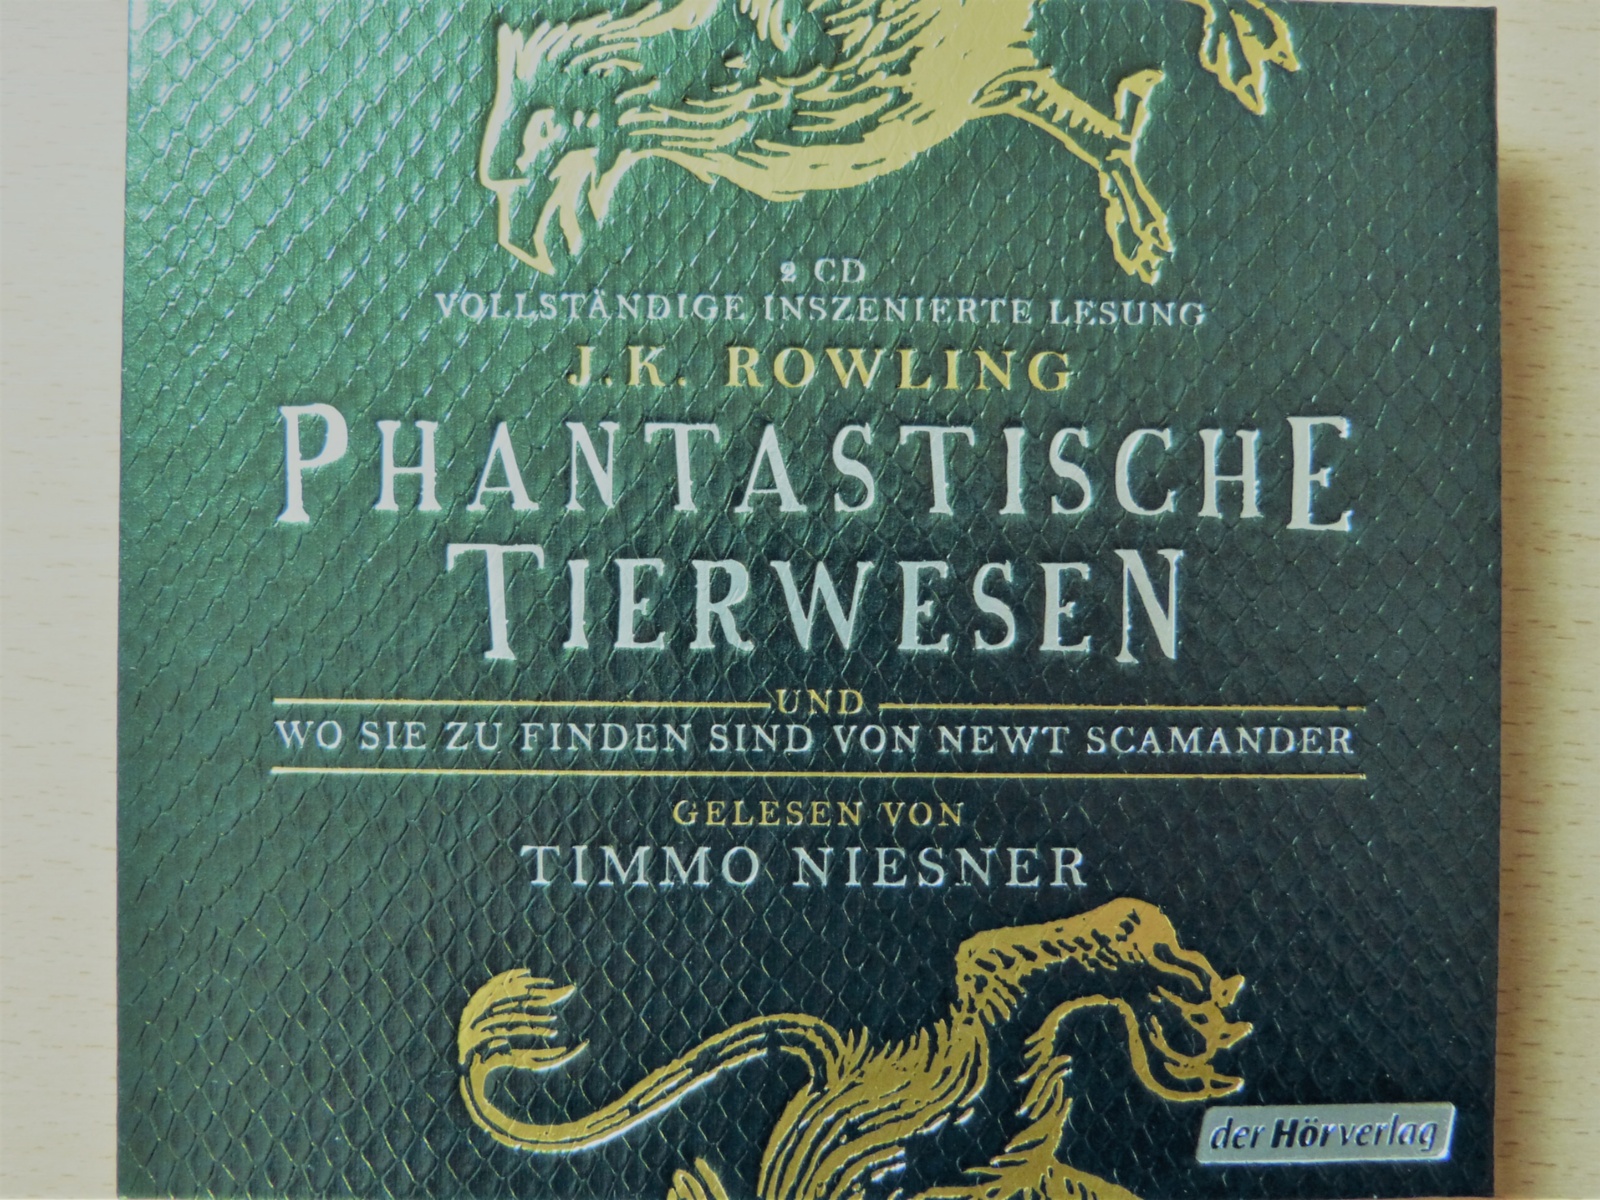 2 CD
VOLLSTÄNDIGE INSZENIERTE LESUNG
J.K. ROWLING
PHANTASTISCHE
TIERWESEN
UND
WO SIE ZU FINDEN SIND VON NEWT SCAMANDER
GELESEN VON
TIMMO NIESNER
der Hörverlag